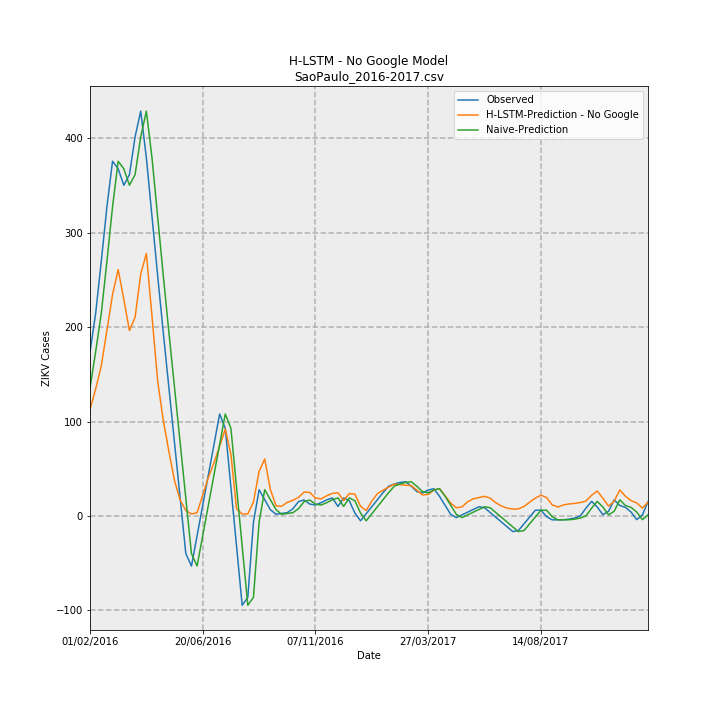 H-LSTM - No Google Model
SaoPaulo_2016-2017.csv
Observed
H-LSTM-Prediction - No Google
Naive-Prediction
400
300
200
100
0
−100
ZIKV Cases
01/02/2016 20/06/2016 07/11/2016 27/03/2017 14/08/2017
Date